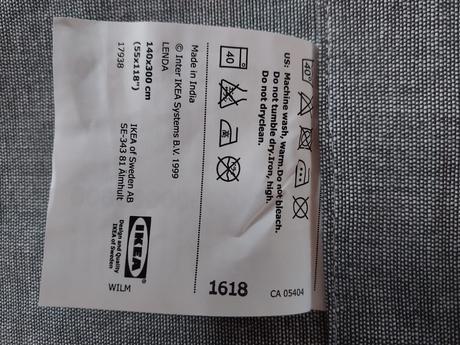 40°
US: Machine wash, warm.Do not bleach.
Do not tumble dry.Iron, high.
Do not dryclean.
40°
Made in India
© Inter IKEA Systems B.V. 1999
LENDA
140x300 cm
(55x118")
17938
IKEA of Sweden AB
SE-343 81 Älmhult
IKEA
Design and Quality
IKEA of Sweden
WILM
1618
CA 05404